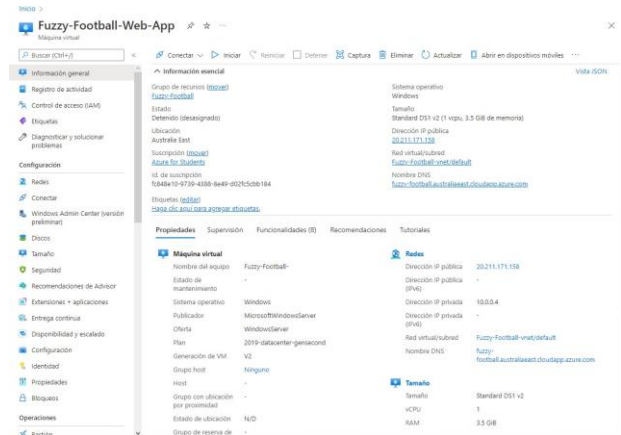 Inicio >
Fuzzy-Football-Web-App
Máquina virtual
Buscar (Ctrl+/)
Conectar
Iniciar
Reiniciar
Detener
Captura
Eliminar
Actualizar
Abrir en dispositivos móviles
Información general
Registro de actividad
Control de acceso (IAM)
Etiquetas
Diagnosticar y solucionar
problemas
Configuración
Redes
Conectar
Windows Admin Center (versión
preliminar)
Discos
Tamaño
Seguridad
Recomendaciones de Advisor
Extensiones + aplicaciones
Entrega continua
Disponibilidad y escalado
Configuración
Identidad
Propiedades
Bloqueos
Operaciones
Bastión
Información esencial
Vista JSON
Grupo de recursos (mover)
Fuzzy-Football
Estado
Detenido (desasignado)
Ubicación
Australia East
Suscripción (mover)
Azure for Students
Id. de suscripción
Etiquetas (editar)
Haga clic aquí para agregar etiquetas.
Sistema operativo
Windows
Tamaño
Standard DS1 v2 (1 vcpu, 3.5 GiB de memoria)
Dirección IP pública
20.211.171.158
Red virtual/subred
Fuzzy-Football-vnet/default
Nombre DNS
fuzzy-football.australiaeast.cloudapp.azure.com
Propiedades Supervisión Funcionalidades (8) Recomendaciones Tutoriales
Máquina virtual
Nombre del equipo Fuzzy-Football-
Estado de
mantenimiento -
Sistema operativo Windows
Publicador MicrosoftWindowsServer
Oferta WindowsServer
Plan 2019-datacenter-gensecond
Generación de VM V2
Grupo host Ninguno
Host -
Grupo con ubicación
por proximidad -
Estado de ubicación N/D
Grupo de reserva de -
Redes
Dirección IP pública 20.211.171.158
Dirección IP pública
(IPv6) -
Dirección IP privada 10.0.0.4
Dirección IP privada
(IPv6) -
Red virtual/subred Fuzzy-Football-vnet/default
Nombre DNS fuzzy-
football.australiaeast.cloudapp.azure.com
Tamaño
Tamaño Standard DS1 v2
vCPU 1
RAM 3.5 GiB